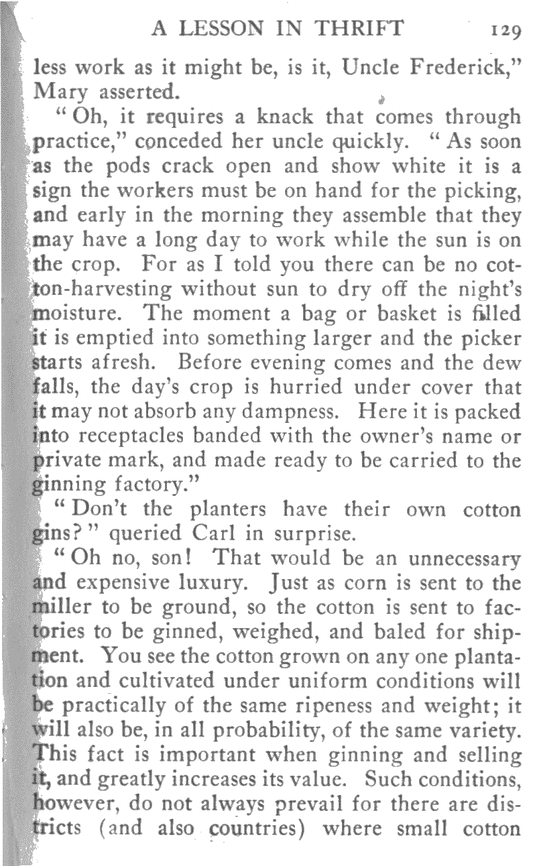 A LESSON IN THRIFT 129
less work as it might be, is it, Uncle Frederick,"
Mary asserted.
"Oh, it requires a knack that comes through
practice," conceded her uncle quickly. "As soon
as the pods crack open and show white it is a
sign the workers must be on hand for the picking,
and early in the morning they assemble that they
may have a long day to work while the sun is on
the crop. For as I told you there can be no cot-
ton-harvesting without sun to dry off the night's
moisture. The moment a bag or basket is filled
it is emptied into something larger and the picker
starts afresh. Before evening comes and the dew
falls, the day's crop is hurried under cover that
it may not absorb any dampness. Here it is packed
into receptacles banded with the owner's name or
private mark, and made ready to be carried to the
ginning factory."
"Don't the planters have their own cotton
gins?" queried Carl in surprise.
"Oh no, son! That would be an unnecessary
and expensive luxury. Just as corn is sent to the
miller to be ground, so the cotton is sent to fac-
tories to be ginned, weighed, and baled for ship-
ment. You see the cotton grown on any one planta-
tion and cultivated under uniform conditions will
be practically of the same ripeness and weight; it
will also be, in all probability, of the same variety.
This fact is important when ginning and selling
it, and greatly increases its value. Such conditions,
however, do not always prevail for there are dis-
tricts (and also countries) where small cotton